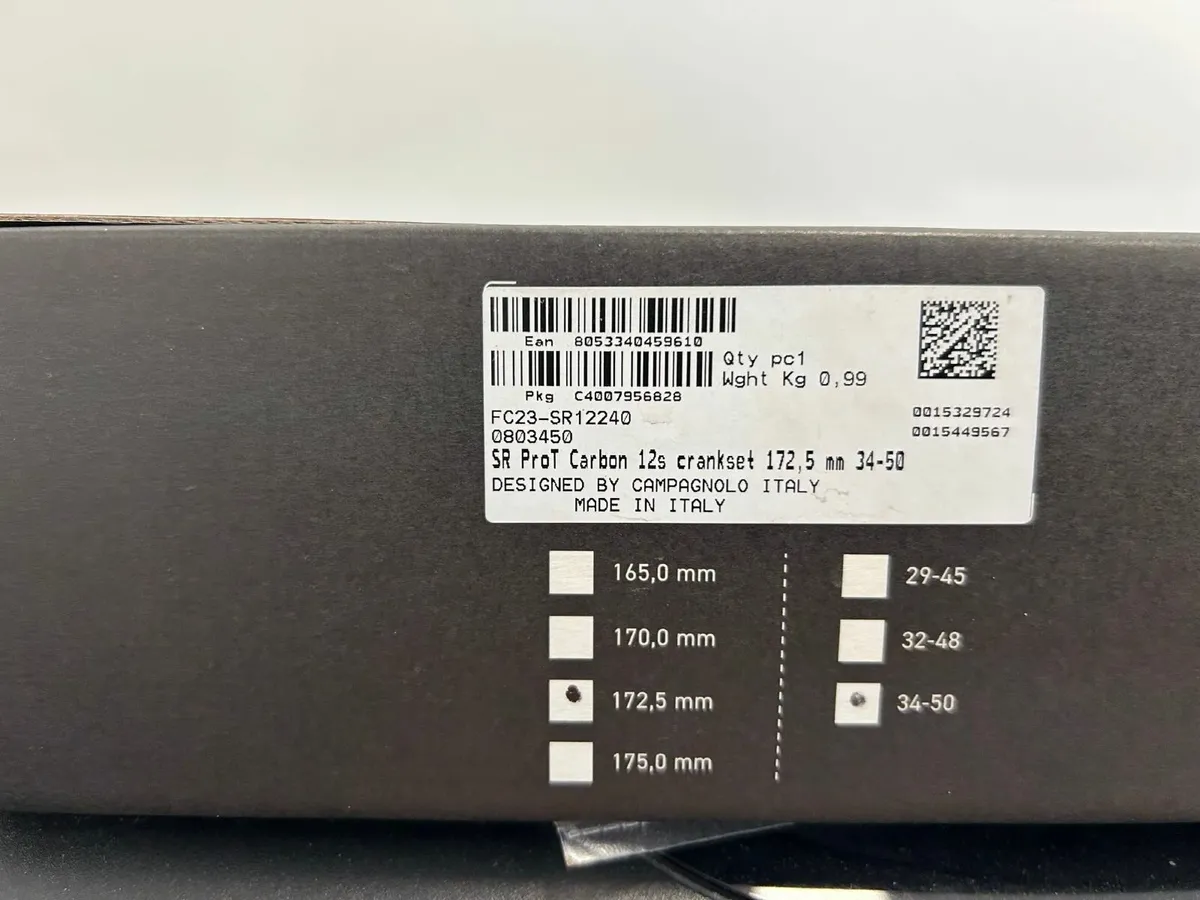 Ean 8053340459610
Pkg C4007956828
Qty pc1
Wght Kg 0,99
0015329724
0015449567
FC23-SR12240
0803450
SR ProT Carbon 12s crankset 172,5 mm 34-50
DESIGNED BY CAMPAGNOLO ITALY
MADE IN ITALY
165,0 mm
170,0 mm
172,5 mm
175,0 mm
29-45
32-48
34-50